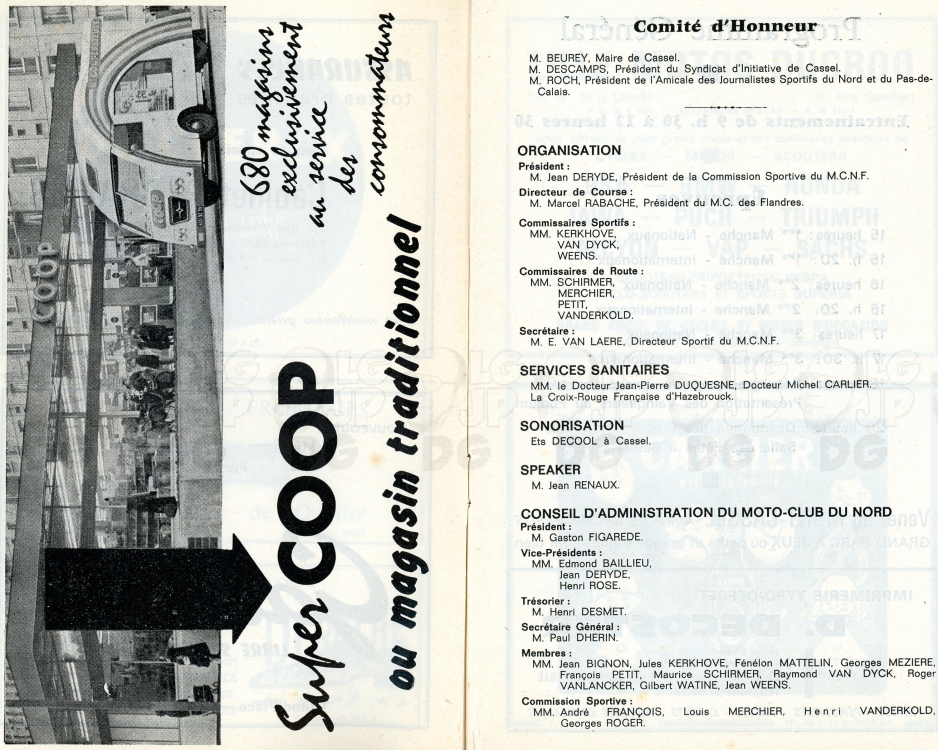 COOP
Super COOP
ou magasin traditionnel
680 magasins
exclusivement
au service
des
consommateurs
Comité d'Honneur
M. BEUREY, Maire de Cassel.
M. DESCAMPS, Président du Syndicat d'Initiative de Cassel.
M. ROCH, Président de l'Amicale des Journalistes Sportifs du Nord et du Pas-de-
Calais.
ORGANISATION
Président :
M. Jean DERYDE, Président de la Commission Sportive du M.C.N.F.
Directeur de Course :
M. Marcel RABACHE, Président du M.C. des Flandres.
Commissaires Sportifs :
MM. KERKHOVE,
VAN DYCK,
WEENS.
Commissaires de Route :
MM. SCHIRMER,
MERCHIER,
PETIT,
VANDERKOLD.
Secrétaire :
M. E. VAN LAERE, Directeur Sportif du M.C.N.F.
SERVICES SANITAIRES
MM. le Docteur Jean-Pierre DUQUESNE, Docteur Michel CARLIER.
La Croix-Rouge Française d'Hazebrouck.
SONORISATION
Ets DECOOL à Cassel.
SPEAKER
M. Jean RENAUX.
CONSEIL D'ADMINISTRATION DU MOTO-CLUB DU NORD
Président :
M. Gaston FIGAREDE.
Vice-Présidents :
MM. Edmond BAILLIEU,
Jean DERYDE,
Henri ROSE.
Trésorier :
M. Henri DESMET.
Secrétaire Général :
M. Paul DHERIN.
Membres :
MM. Jean BIGNON, Jules KERKHOVE, Fénélon MATTELIN, Georges MEZIERE,
François PETIT, Maurice SCHIRMER, Raymond VAN DYCK, Roger
VANLANCKER, Gilbert WATINE, Jean WEENS.
Commission Sportive :
MM. André FRANÇOIS, Louis MERCHIER, Henri VANDERKOLD,
Georges ROGER.